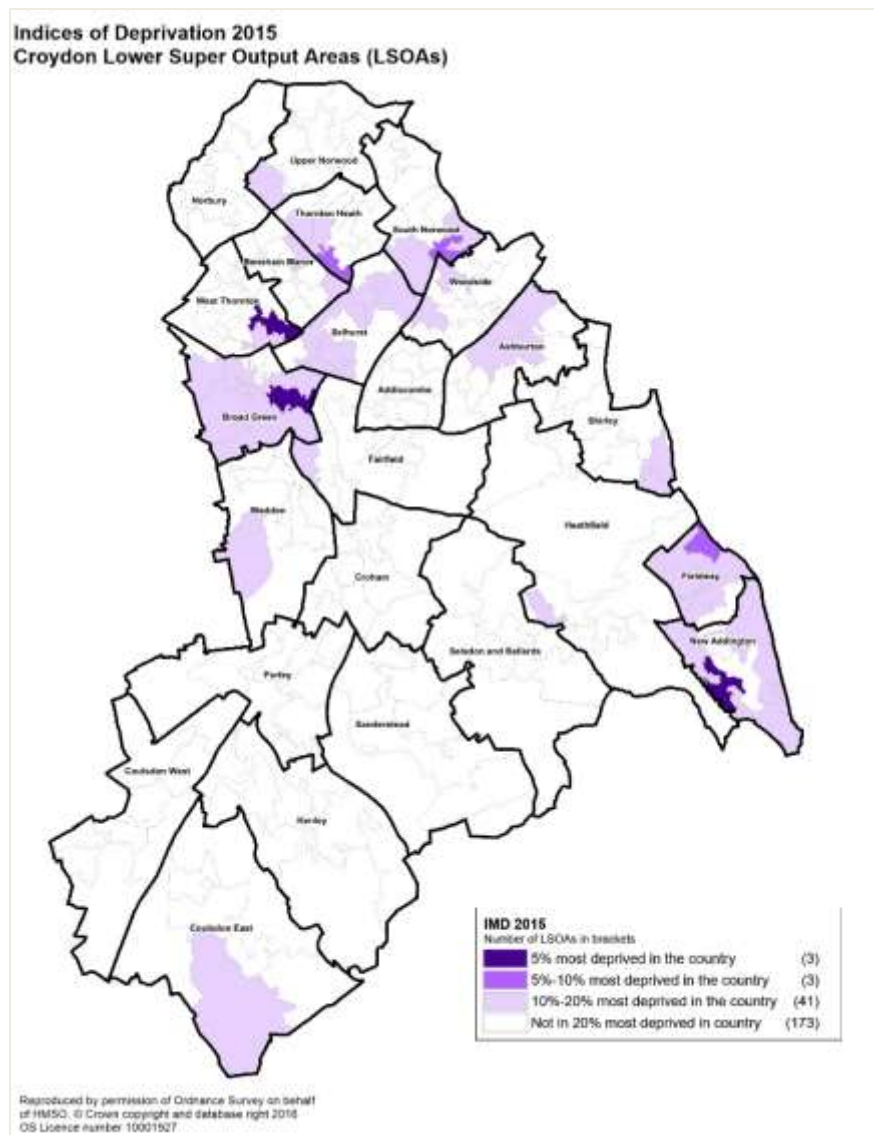 Indices of Deprivation 2015
Croydon Lower Super Output Areas (LSOAs)
Upper Norwood
Norbury
Thornton Heath
South Norwood
Bensham Manor
Woodside
West Thornton
Selhurst
Ashburton
Addiscombe
Broad Green
Shirley
Fairfield
Waddon
Heathfield
Croham
Fieldway
New Addington
Selsdon and Ballards
Purley
Sanderstead
Coulsdon West
Kenley
Coulsdon East
IMD 2015
Number of LSOAs in brackets
5% most deprived in the country (3)
5%-10% most deprived in the country (3)
10%-20% most deprived in the country (41)
Not in 20% most deprived in country (173)
Reproduced by permission of Ordnance Survey on behalf
of HMSO. © Crown copyright and database right 2016
OS Licence number 10001927